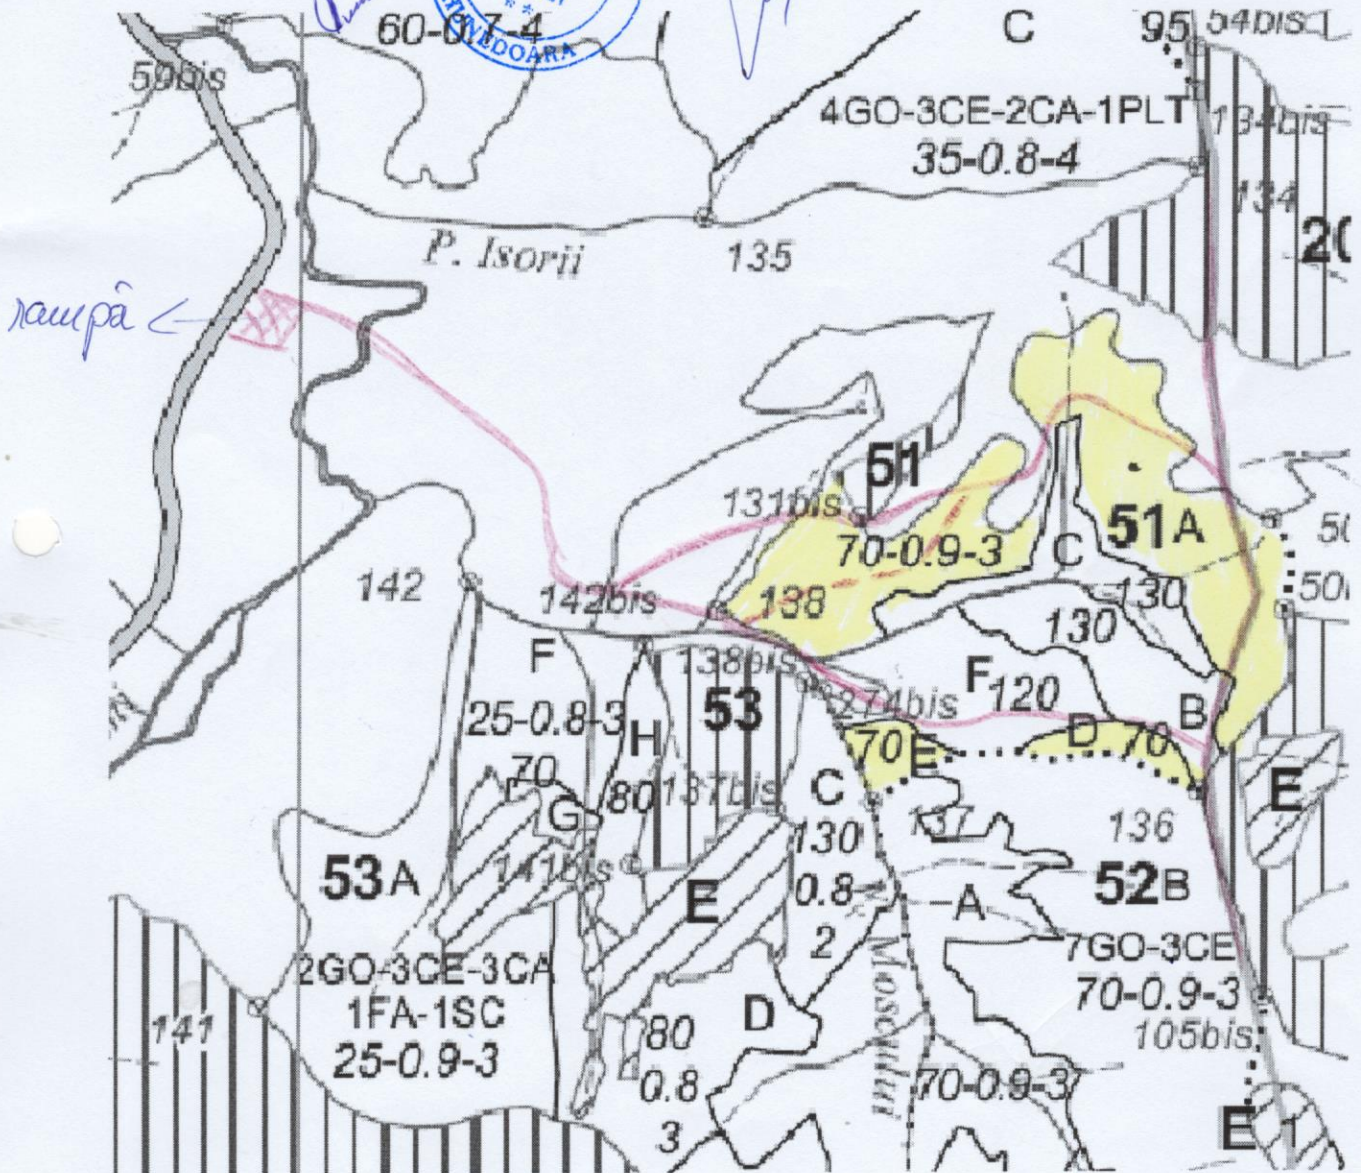 60-0.7-4
HUNEDOARA
C
95
54bis
59bis
4GO-3CE-2CA-1PLT
35-0.8-4
134bis
134
P. Isorii
135
rampă
51
131bis
70-0.9-3
C
51A
142
142bis
138
130
130
F
138bis
F 120
25-0.8-3
53
274bis
B
H
70 E
D 70
70
80
137bis
C
E
G
130
137
136
141bis
53A
0.8
52B
E
A
2
2GO-3CE-3CA
7GO-3CE
1FA-1SC
70-0.9-3
141
80
D
Mosorului
105bis
25-0.9-3
0.8
70-0.9-3
3
E
1